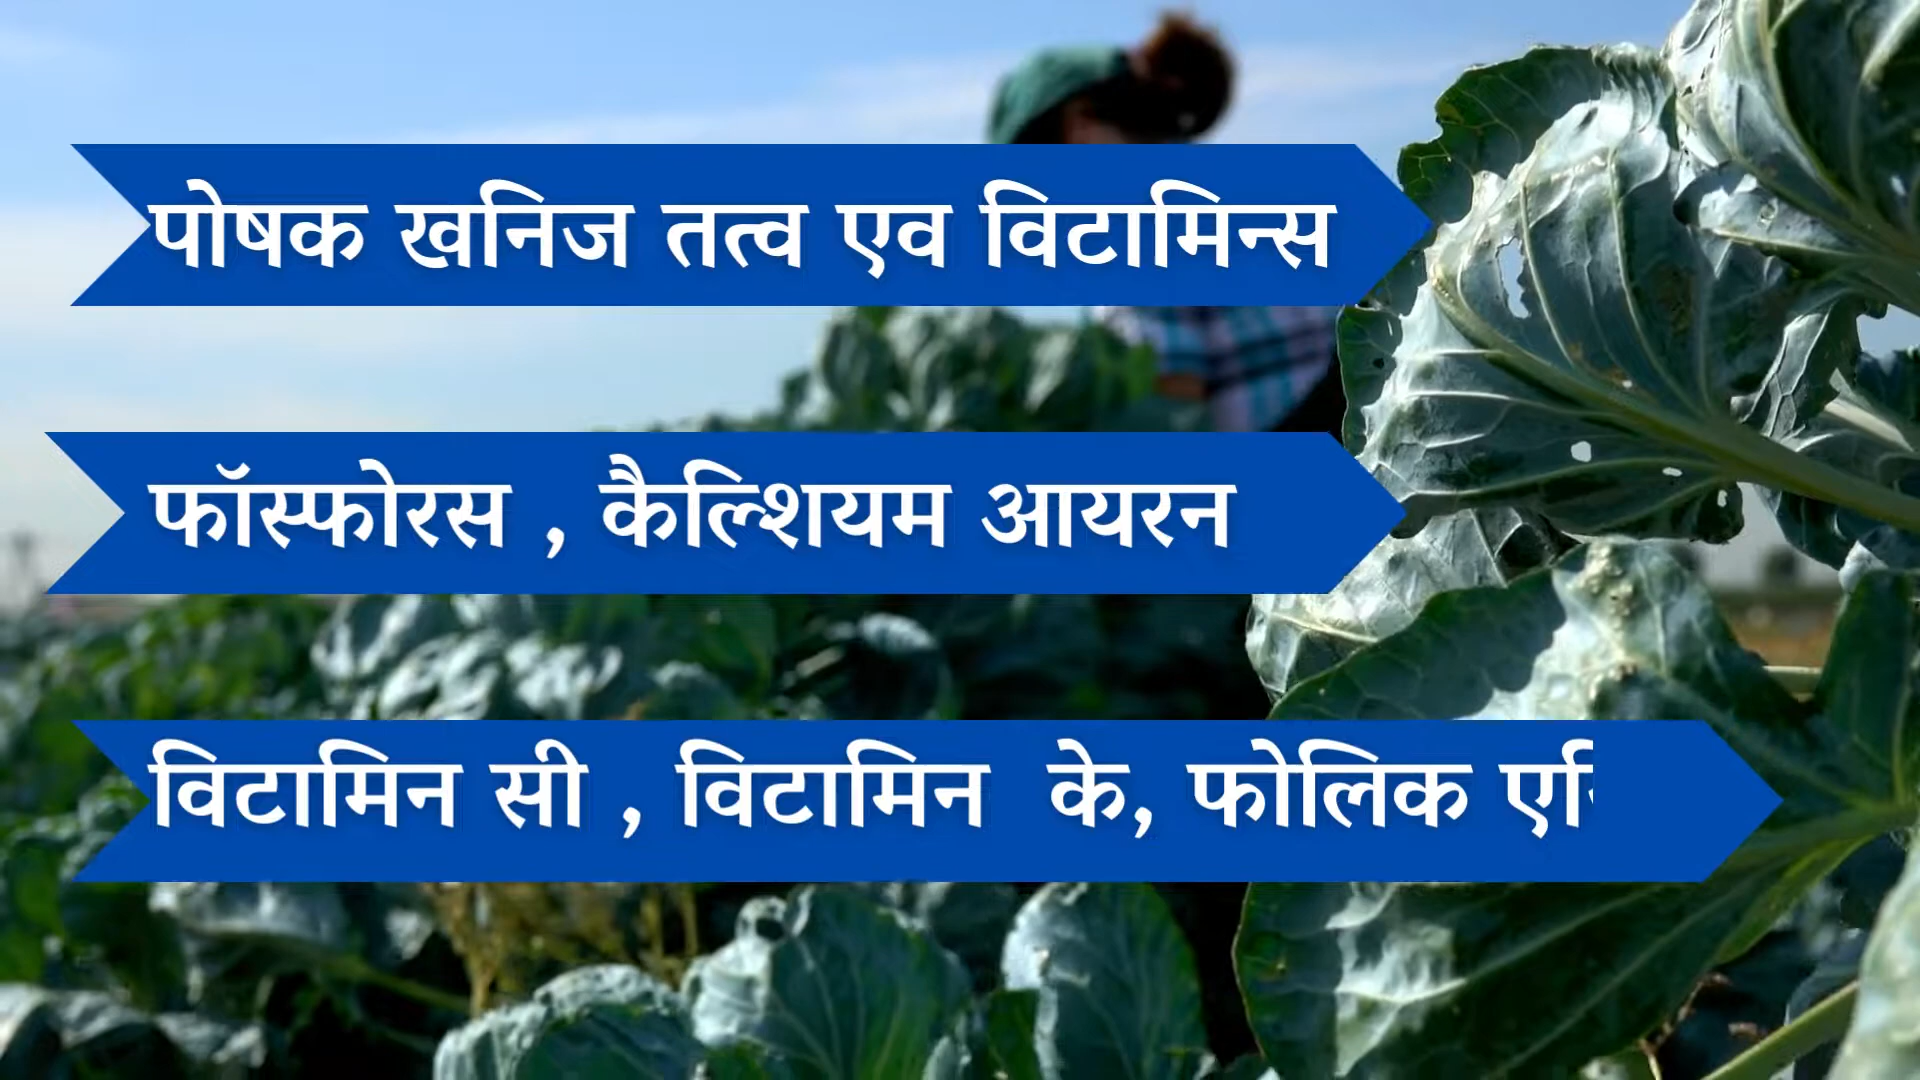 पोषक खनिज तत्व एव विटामिन्स
फॉस्फोरस , कैल्शियम आयरन
विटामिन सी , विटामिन के, फोलिक